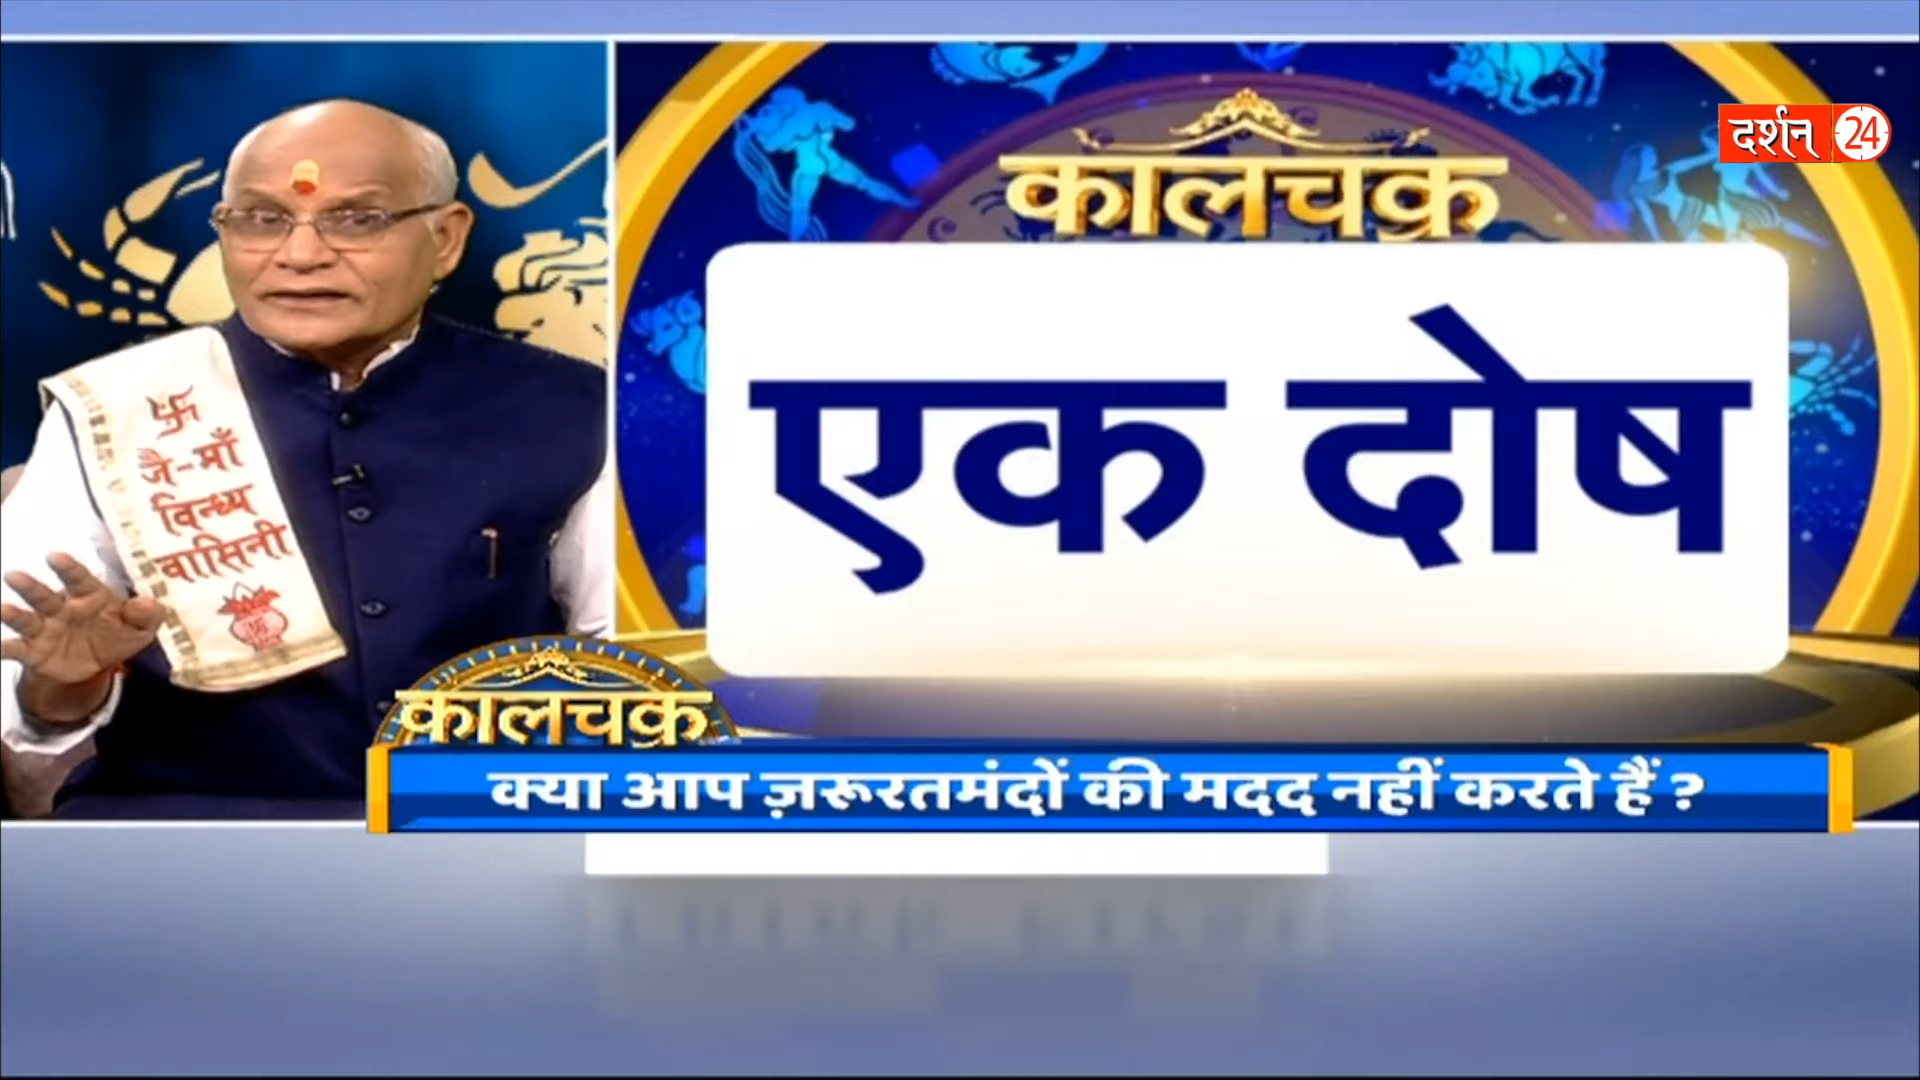 कालचक्र
दर्शन 24
एक दोष
जै-माँ
विन्ध्य
वासिनी
कालचक्र
क्या आप ज़रूरतमंदों की मदद नहीं करते हैं ?